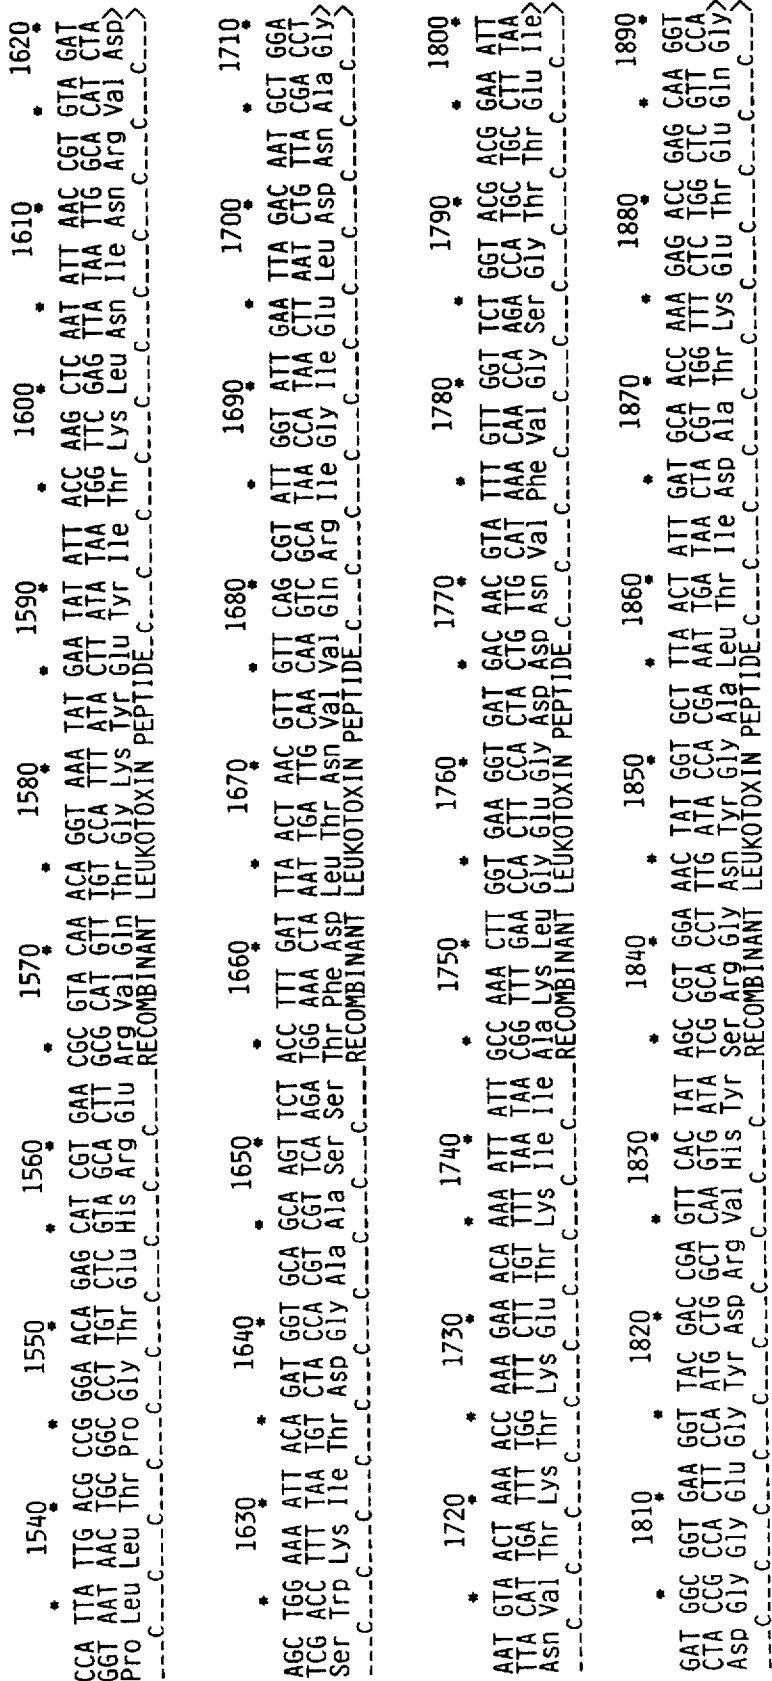 1540 1550 1560 1570 1580 1590 1600 1610 1620
* * * * * * * * * * * * * * * * * *
CCA TTA TTG ACG CCG GGA ACA GAG CAT CGT GAA CGC GTA CAA ACA GGT AAA TAT GAA TAT ATT ACC AAG CTC AAT ATT AAC CGT GTA GAT
GGT AAT AAC TGC GGC CCT TGT CTC GTA GCA CTT GCG CAT GTT TGT CCA TTT ATA CTT ATA TAA TGG TTC GAG TTA TAA TTG GCA CAT CTA
Pro Leu Leu Thr Pro Gly Thr Glu His Arg Glu Arg Val Gln Thr Gly Lys Tyr Glu Tyr Ile Thr Lys Leu Asn Ile Asn Arg Val Asp>
---C---C---C---C---C---C---C---C---C----RECOMBINANT LEUKOTOXIN PEPTIDE_C---C---C---C---C---C---C---C---C---C--->
1630 1640 1650 1660 1670 1680 1690 1700 1710
* * * * * * * * * * * * * * * * * *
AGC TGG AAA ATT ACA GAT GGT GCA GCA AGT TCT ACC TTT GAT TTA ACT AAC GTT GTT CAG CGT ATT GGT ATT GAA TTA GAC AAT GCT GGA
TCG ACC TTT TAA TGT CTA CCA CGT CGT TCA AGA TGG AAA CTA AAT TGA TTG CAA CAA GTC GCA TAA CCA TAA CTT AAT CTG TTA CGA CCT
Ser Trp Lys Ile Thr Asp Gly Ala Ala Ser Ser Thr Phe Asp Leu Thr Asn Val Val Gln Arg Ile Gly Ile Glu Leu Asp Asn Ala Gly>
---C---C---C---C---C---C---C---C---C----RECOMBINANT LEUKOTOXIN PEPTIDE_C---C---C---C---C---C---C---C---C---C--->
1720 1730 1740 1750 1760 1770 1780 1790 1800
* * * * * * * * * * * * * * * * * *
AAT GTA ACT AAA ACC AAA GAA ACA AAA ATT ATT GCC AAA CTT GGT GAA GGT GAT GAC AAC GTA TTT GTT GGT TCT GGT ACG ACG GAA ATT
TTA CAT TGA TTT TGG TTT CTT TGT TTT TAA TAA CGG TTT GAA CCA CTT CCA CTA CTG TTG CAT AAA CAA CCA AGA CCA TGC TGC CTT TAA
Asn Val Thr Lys Thr Lys Glu Thr Lys Ile Ile Ala Lys Leu Gly Glu Gly Asp Asp Asn Val Phe Val Gly Ser Gly Thr Thr Glu Ile>
---C---C---C---C---C---C---C---C---C----RECOMBINANT LEUKOTOXIN PEPTIDE_C---C---C---C---C---C---C---C---C---C--->
1810 1820 1830 1840 1850 1860 1870 1880 1890
* * * * * * * * * * * * * * * * * *
GAT GGC GGT GAA GGT TAC GAC CGA GTT CAC TAT AGC CGT GGA AAC TAT GGT GCT TTA ACT ATT GAT GCA ACC AAA GAG ACC GAG CAA GGT
CTA CCG CCA CTT CCA ATG CTG GCT CAA GTG ATA TCG GCA CCT TTG ATA CCA CGA AAT TGA TAA CTA CGT TGG TTT CTC TGG CTC GTT CCA
Asp Gly Gly Glu Gly Tyr Asp Arg Val His Tyr Ser Arg Gly Asn Tyr Gly Ala Leu Thr Ile Asp Ala Thr Lys Glu Thr Glu Gln Gly>
---C---C---C---C---C---C---C---C---C----RECOMBINANT LEUKOTOXIN PEPTIDE_C---C---C---C---C---C---C---C---C---C--->